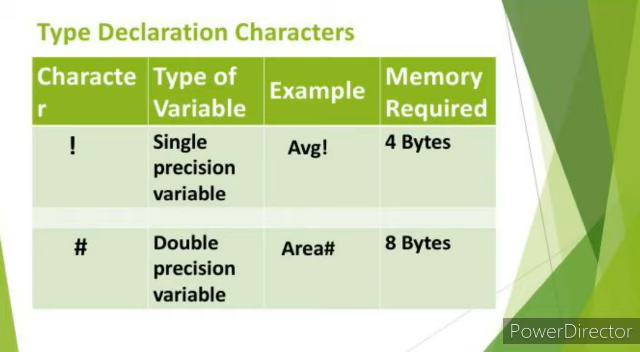 Type Declaration Characters
Characte
r
Type of
Variable
Example
Memory
Required
!
Single
precision
variable
Avg!
4 Bytes
#
Double
precision
variable
Area#
8 Bytes
PowerDirector